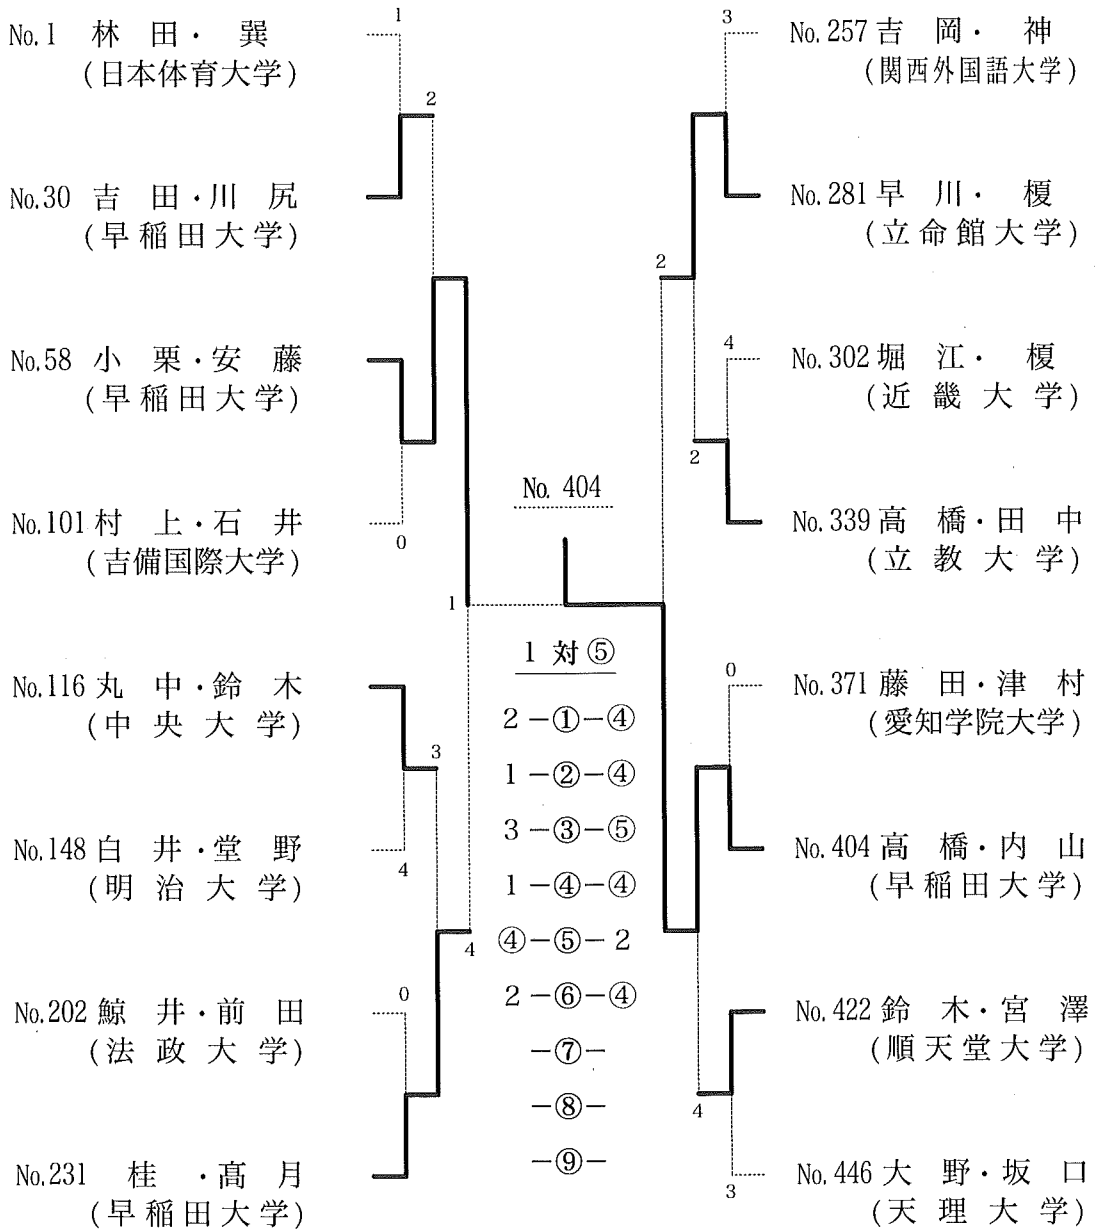 No.1 林 田・ 巽
(日本体育大学)
No.30 吉 田・川 尻
(早稲田大学)
No.58 小 栗・安 藤
(早稲田大学)
No.101 村 上・石 井
(吉備国際大学)
No.116 丸 中・鈴 木
(中 央 大 学)
No.148 白 井・堂 野
(明 治 大 学)
No.202 鯨 井・前 田
(法 政 大 学)
No.231 桂 ・髙 月
(早稲田大学)
1
2
0
1
3
4
4
0
No. 404
1 対 ⑤
2 −①−④
1 −②−④
3 −③−⑤
1 −④−④
④−⑤− 2
2 −⑥−④
−⑦−
−⑧−
−⑨−
3
2
4
2
0
4
3
No.257 吉 岡・ 神
(関西外国語大学)
No.281 早 川・ 榎
(立命館大学)
No.302 堀 江・ 榎
(近 畿 大 学)
No.339 高 橋・田 中
(立 教 大 学)
No.371 藤 田・津 村
(愛知学院大学)
No.404 高 橋・内 山
(早稲田大学)
No.422 鈴 木・宮 澤
(順天堂大学)
No.446 大 野・坂 口
(天 理 大 学)